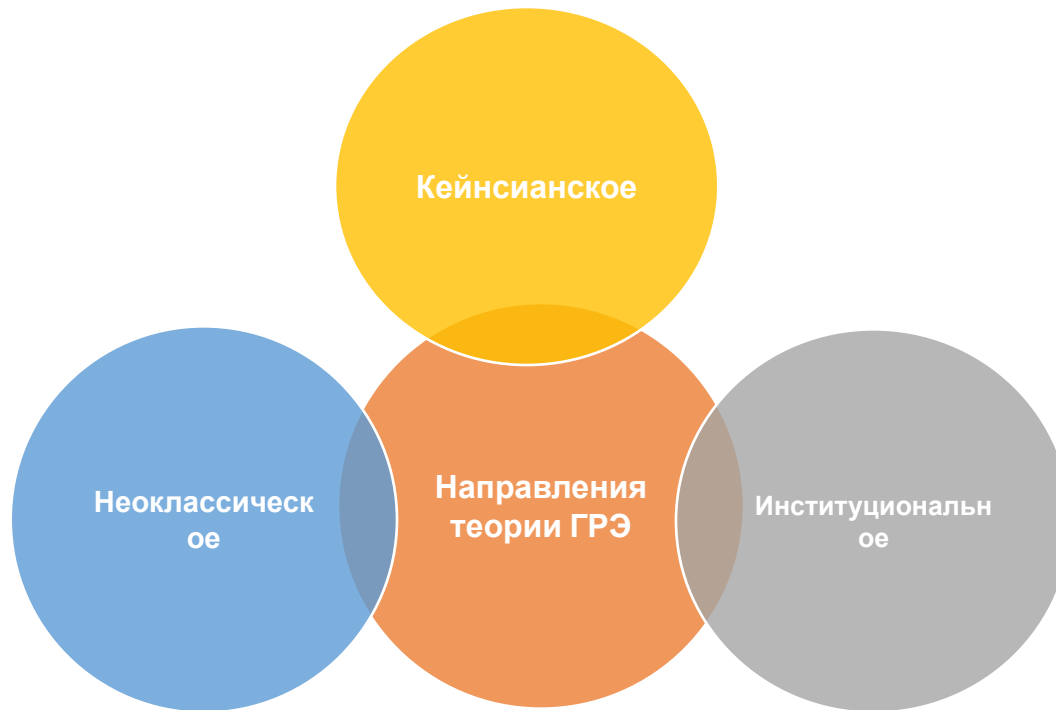 Кейнсианское
Неоклассическ
ое
Направления
теории ГРЭ
Институциональн
ое